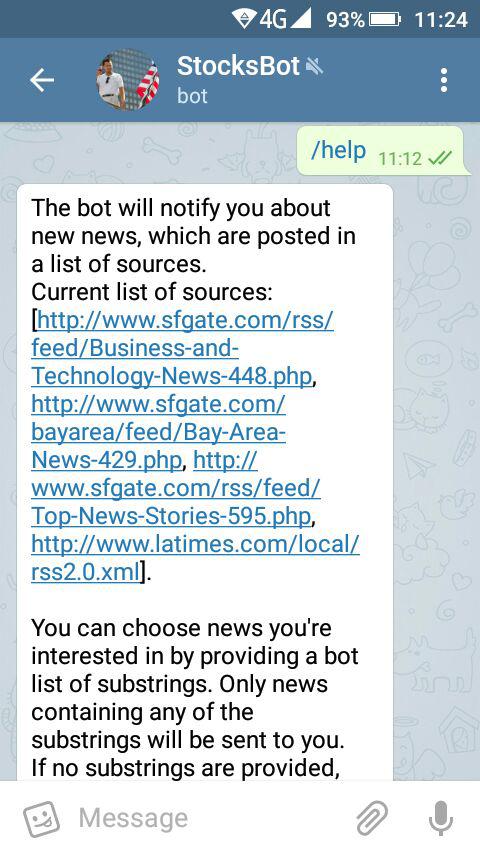 4G 93% 11:24
StocksBot
bot
/help 11:12
The bot will notify you about
new news, which are posted in
a list of sources.
Current list of sources:
[http://www.sfgate.com/rss/
feed/Business-and-
Technology-News-448.php,
http://www.sfgate.com/
bayarea/feed/Bay-Area-
News-429.php, http://
www.sfgate.com/rss/feed/
Top-News-Stories-595.php,
http://www.latimes.com/local/
rss2.0.xml].
You can choose news you're
interested in by providing a bot
list of substrings. Only news
containing any of the
substrings will be sent to you.
If no substrings are provided,
Message